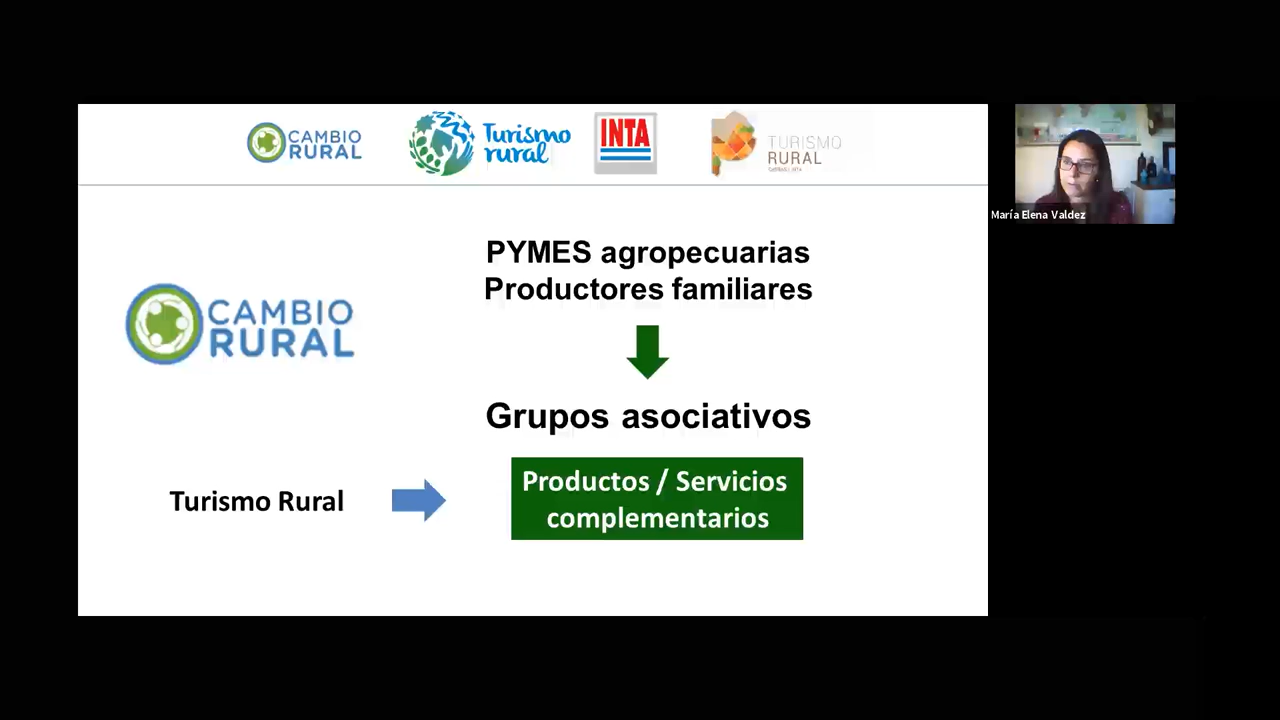 CAMBIO
RURAL
Turismo
rural
INTA
TURISMO
RURAL
María Elena Valdez
PYMES agropecuarias
Productores familiares
CAMBIO
RURAL
Grupos asociativos
Turismo Rural
Productos / Servicios
complementarios